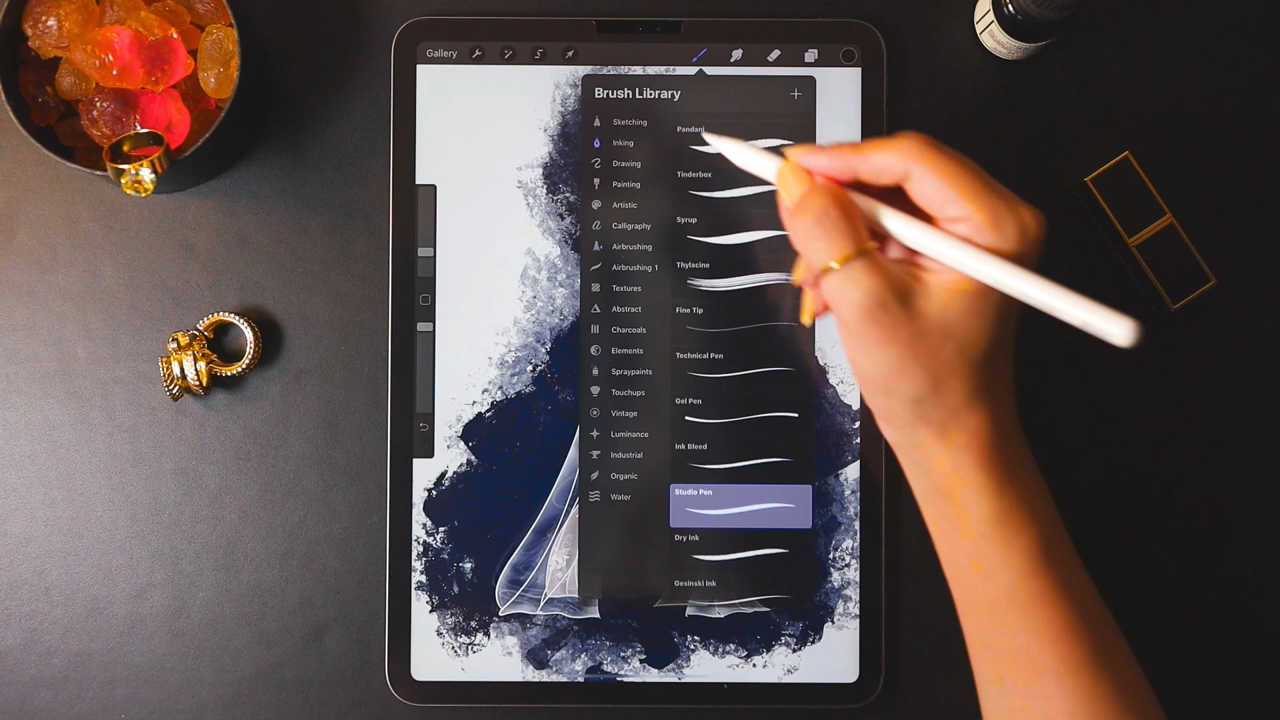 Gallery
Brush Library
Sketching
Inking
Drawing
Painting
Artistic
Calligraphy
Airbrushing
Airbrushing 1
Textures
Abstract
Charcoals
Elements
Spraypaints
Touchups
Vintage
Luminance
Industrial
Organic
Water
Pandani
Tinderbox
Syrup
Thylacine
Fine Tip
Technical Pen
Gel Pen
Ink Bleed
Studio Pen
Dry Ink
Gesinski Ink